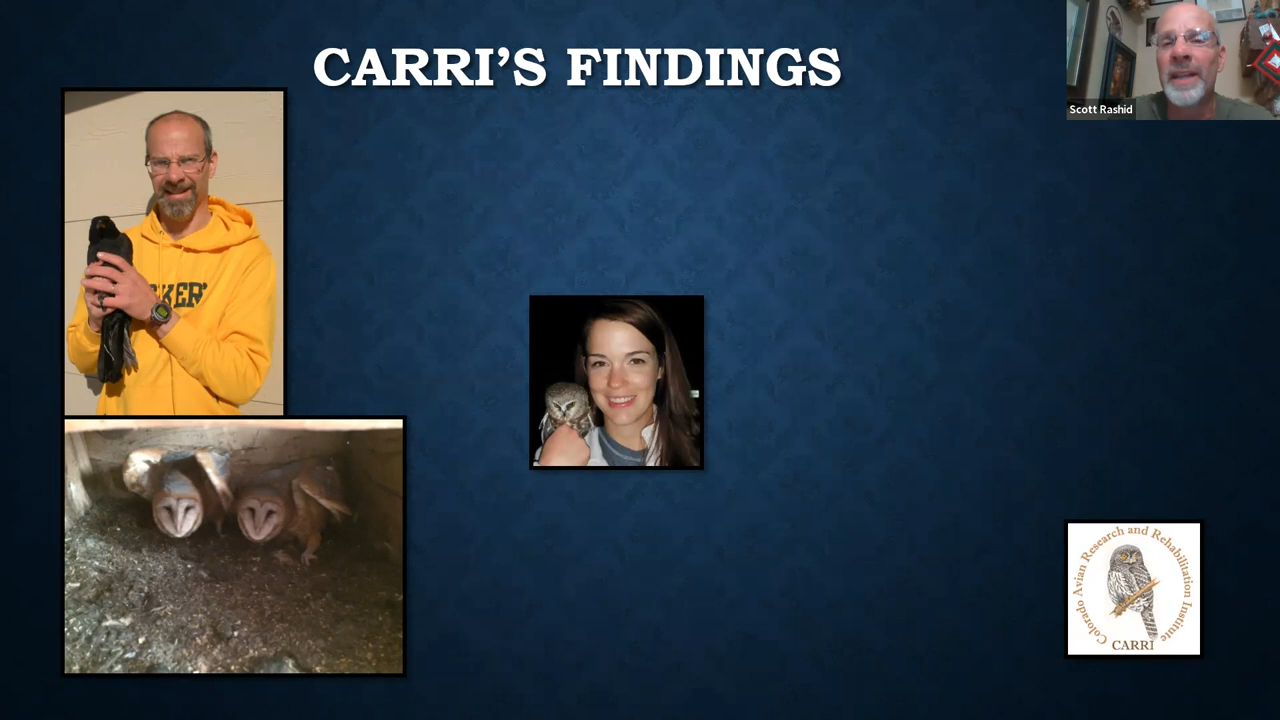 CARRI'S FINDINGS
Scott Rashid
Colorado Avian Research and Rehabilitation Institute
CARRI